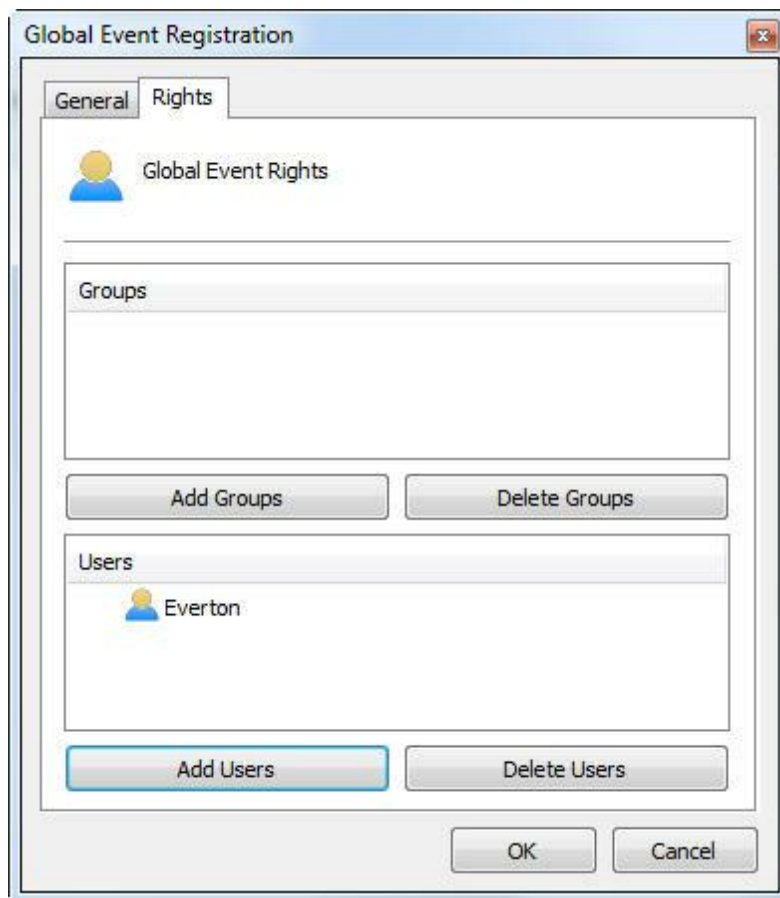 Global Event Registration
General Rights
Global Event Rights
Groups
Add Groups Delete Groups
Users
Everton
Add Users Delete Users
OK Cancel